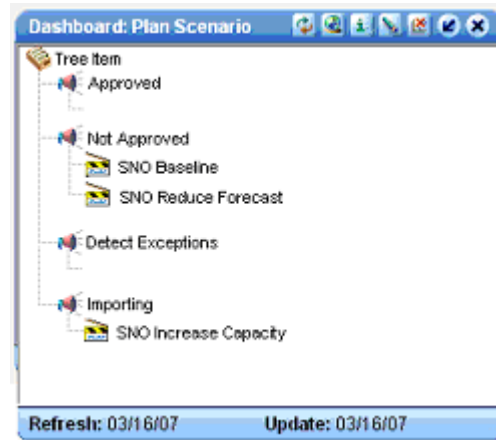 Dashboard: Plan Scenario
Tree Item
Approved
Not Approved
SNO Baseline
SNO Reduce Forecast
Detect Exceptions
Importing
SNO Increase Capacity
Refresh: 03/16/07 Update: 03/16/07